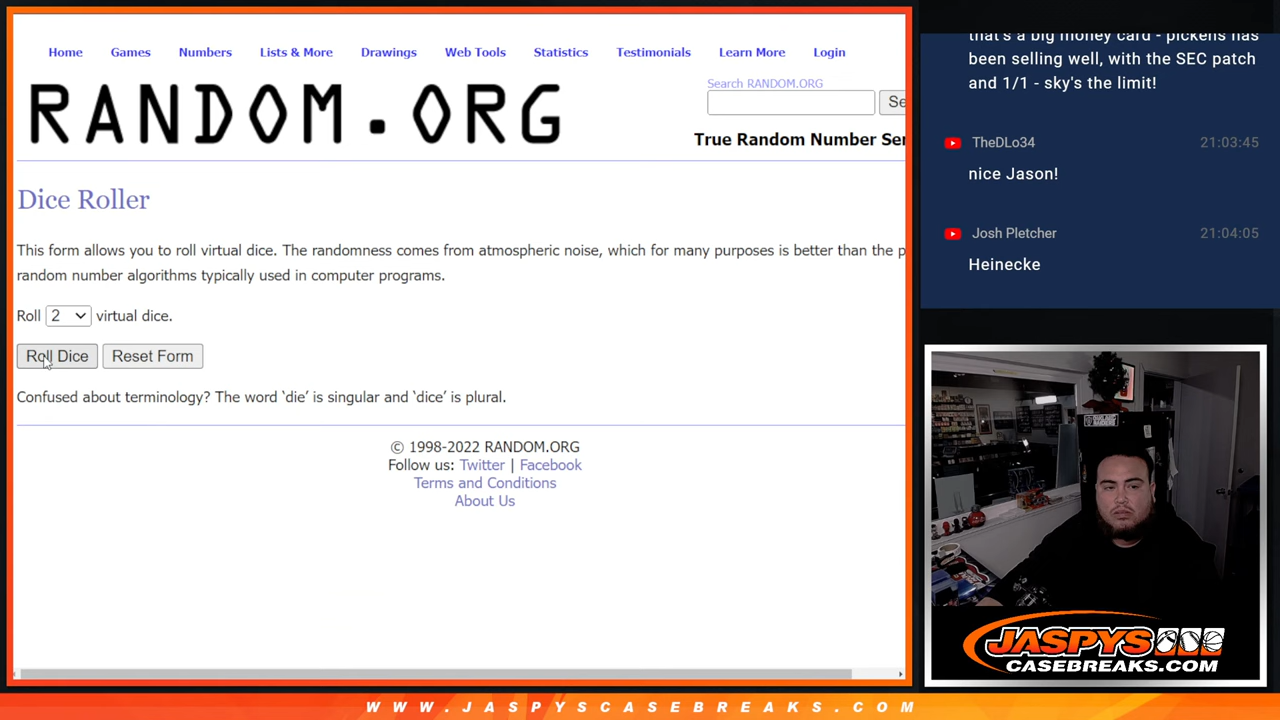 Home Games Numbers Lists & More Drawings Web Tools Statistics Testimonials Learn More Login
RANDOM.ORG
Search RANDOM.ORG
Se
True Random Number Ser
Dice Roller
This form allows you to roll virtual dice. The randomness comes from atmospheric noise, which for many purposes is better than the p
random number algorithms typically used in computer programs.
Roll 2 virtual dice.
Roll Dice Reset Form
Confused about terminology? The word ‘die’ is singular and ‘dice’ is plural.
© 1998-2022 RANDOM.ORG
Follow us: Twitter | Facebook
Terms and Conditions
About Us
that's a big money card - pickens has
been selling well, with the SEC patch
and 1/1 - sky's the limit!
TheDLo34 21:03:45
nice Jason!
Josh Pletcher 21:04:05
Heinecke
JASPYS
CASEBREAKS.COM
WWW.JASPYSCASEBREAKS.COM